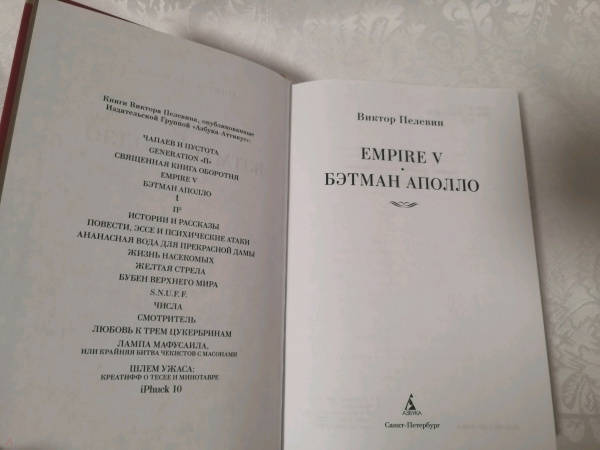 Книги Виктора Пелевина, опубликованные
Издательской Группой «Азбука-Аттикус»:
ЧАПАЕВ И ПУСТОТА
GENERATION «П»
СВЯЩЕННАЯ КНИГА ОБОРОТНЯ
EMPIRE V
БЭТМАН АПОЛЛО
t
П⁵
ИСТОРИИ И РАССКАЗЫ
ПОВЕСТИ, ЭССЕ И ПСИХИЧЕСКИЕ АТАКИ
АНАНАСНАЯ ВОДА ДЛЯ ПРЕКРАСНОЙ ДАМЫ
ЖИЗНЬ НАСЕКОМЫХ
ЖЕЛТАЯ СТРЕЛА
БУБЕН ВЕРХНЕГО МИРА
S.N.U.F.F.
ЧИСЛА
СМОТРИТЕЛЬ
ЛЮБОВЬ К ТРЕМ ЦУКЕРБРИНАМ
ЛАМПА МАФУСАИЛА,
ИЛИ КРАЙНЯЯ БИТВА ЧЕКИСТОВ С МАСОНАМИ
ШЛЕМ УЖАСА:
КРЕАТИФФ О ТЕСЕЕ И МИНОТАВРЕ
iPhuck 10
Виктор Пелевин
EMPIRE V
•
БЭТМАН АПОЛЛО
АЗБУКА
Санкт-Петербург